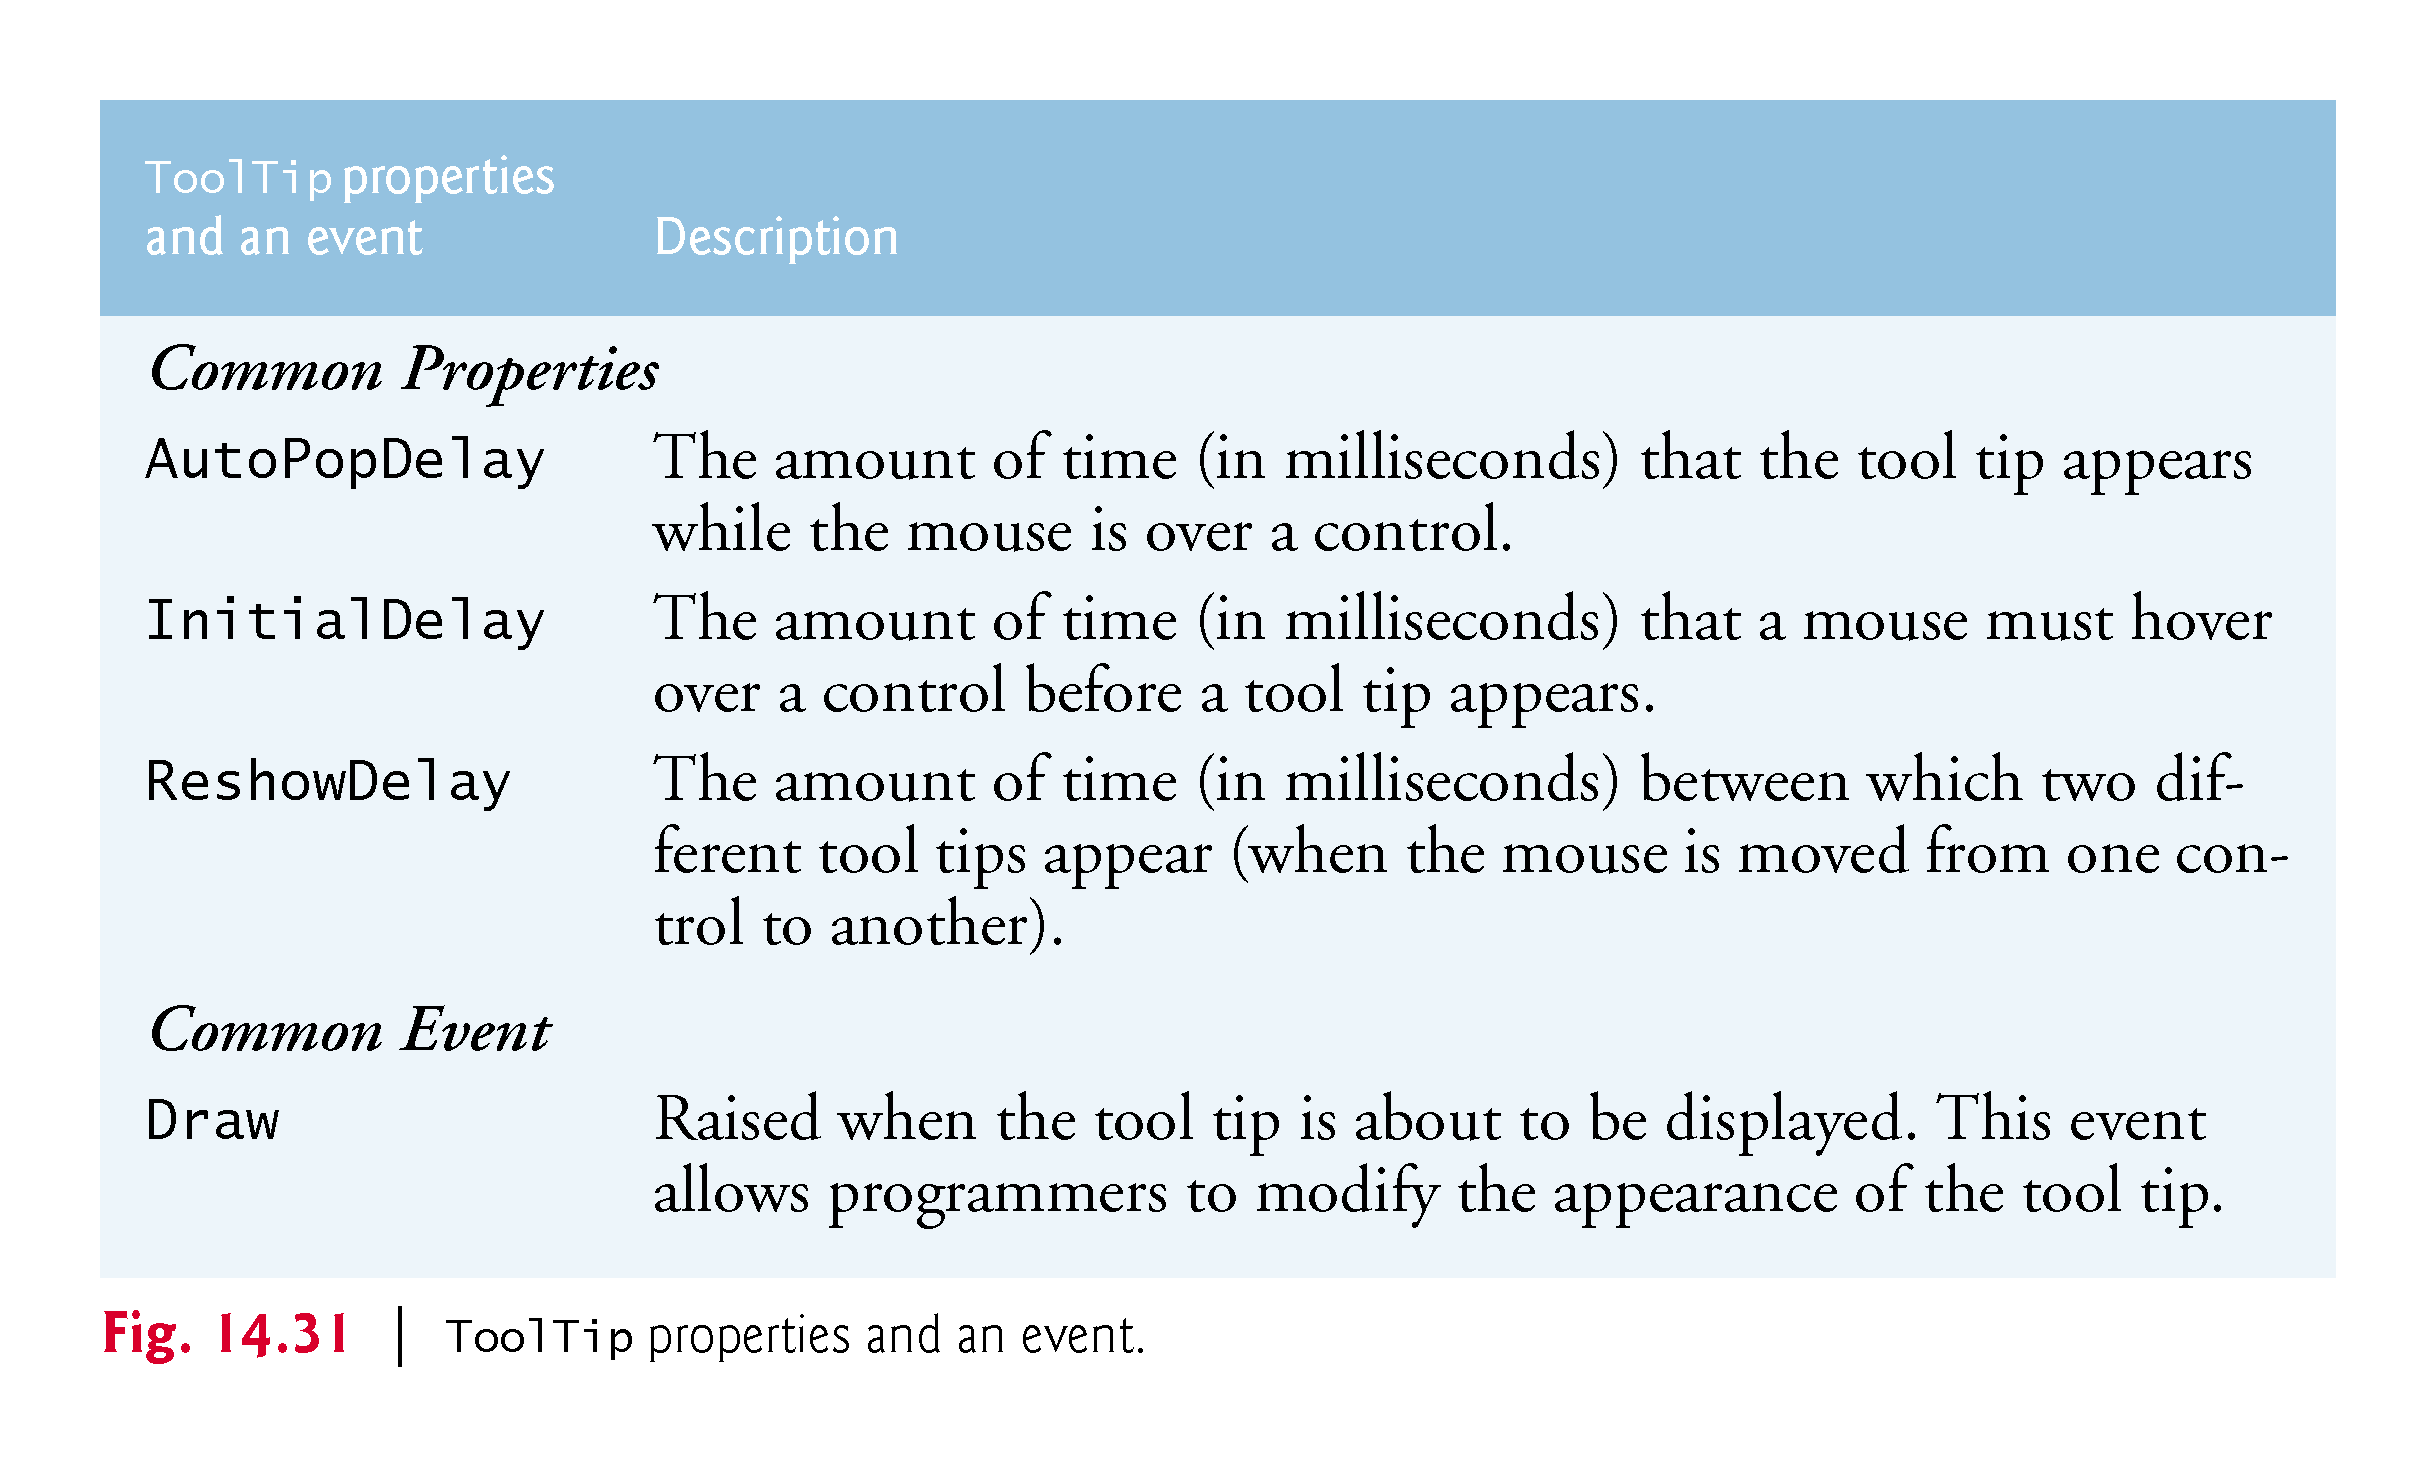 ToolTip properties
and an event Description
Common Properties
AutoPopDelay The amount of time (in milliseconds) that the tool tip appears
while the mouse is over a control.
InitialDelay The amount of time (in milliseconds) that a mouse must hover
over a control before a tool tip appears.
ReshowDelay The amount of time (in milliseconds) between which two dif-
ferent tool tips appear (when the mouse is moved from one con-
trol to another).
Common Event
Draw Raised when the tool tip is about to be displayed. This event
allows programmers to modify the appearance of the tool tip.
Fig. 14.31 | ToolTip properties and an event.